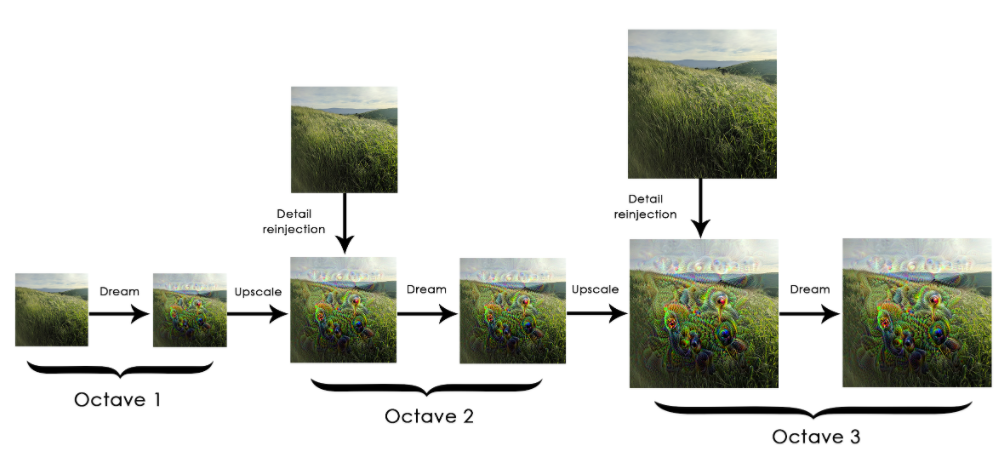 Detail
reinjection
Detail
reinjection
Dream
Upscale
Dream
Upscale
Dream
Octave 1
Octave 2
Octave 3